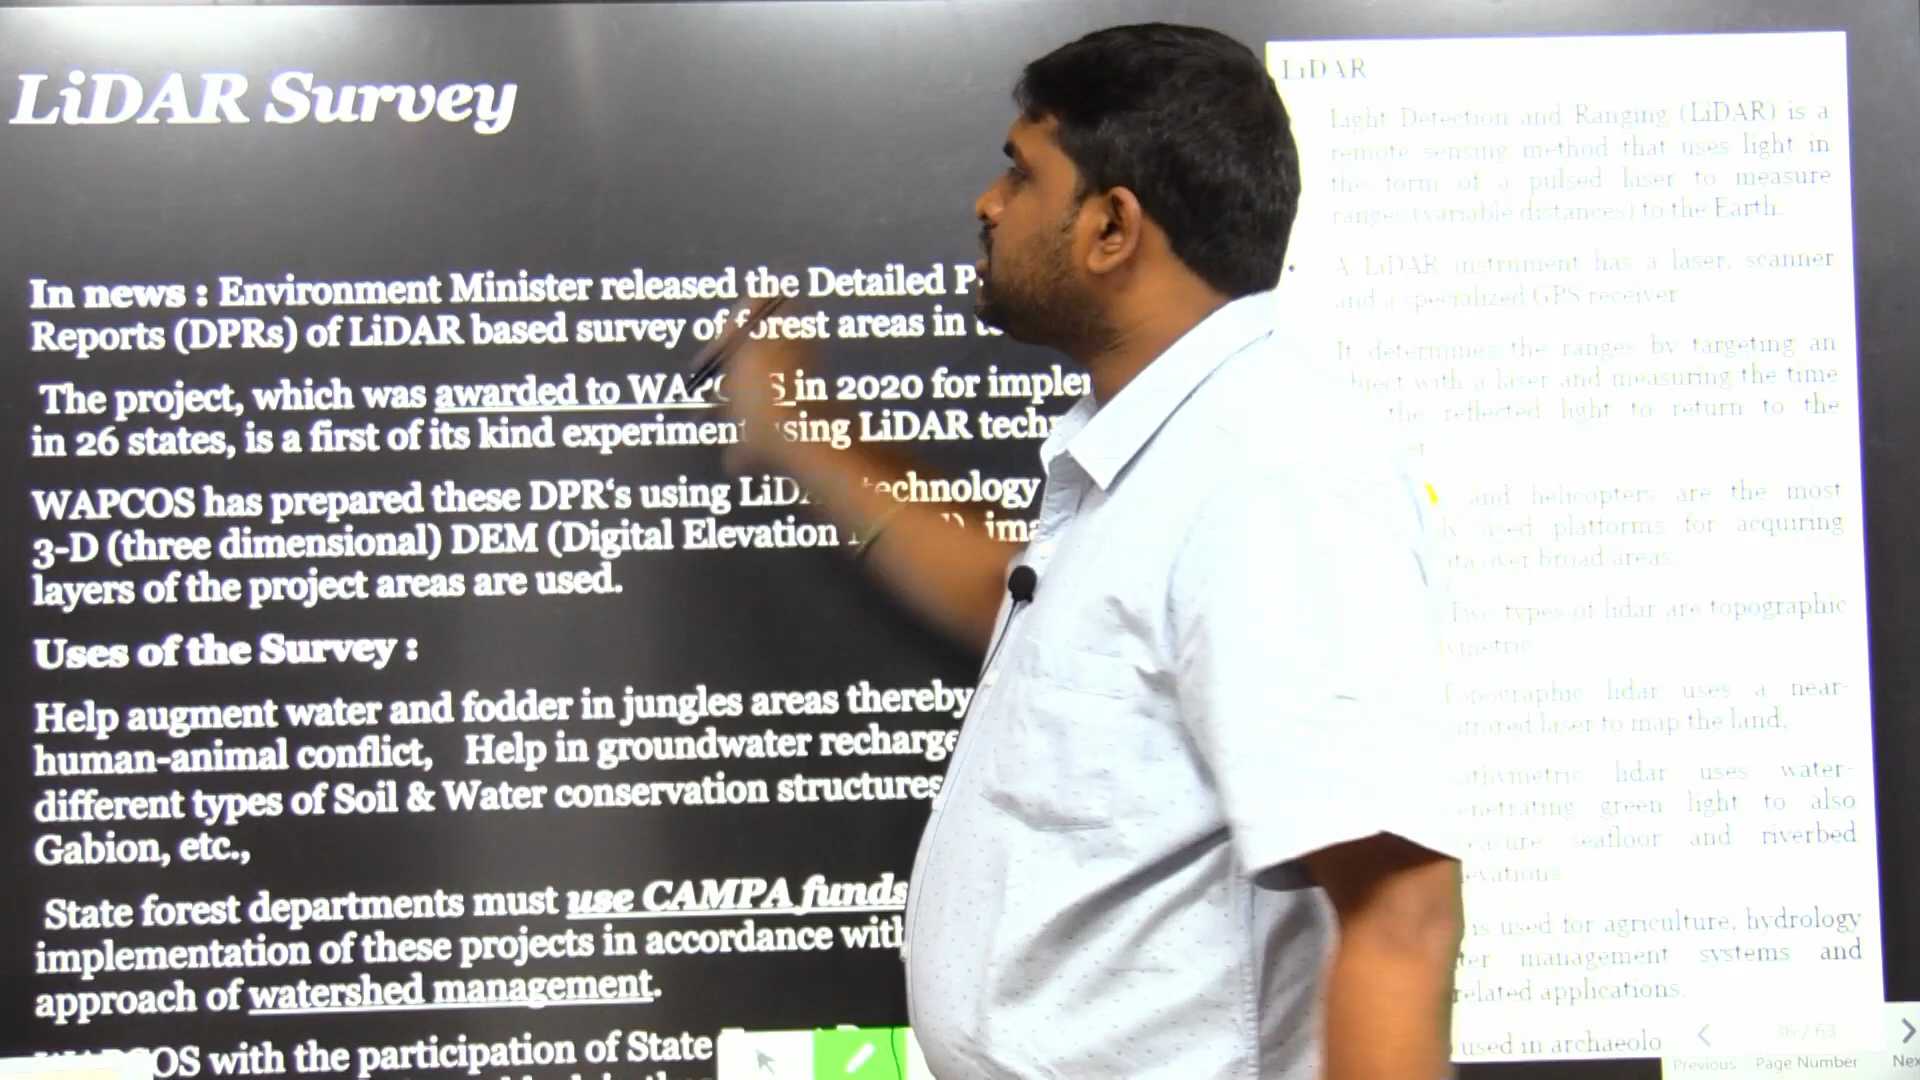 LiDAR Survey
In news : Environment Minister released the Detailed
Reports (DPRs) of LiDAR based survey of forest areas in
The project, which was awarded to in 2020 for
in 26 states, is a first of its kind experiment using LiDAR
WAPCOS has prepared these DPR's using technology
3-D (three dimensional) DEM (Digital Elevation
layers of the project areas are used.
Uses of the Survey :
Help augment water and fodder in jungles areas thereby
human-animal conflict, Help in groundwater recharge
different types of Soil & Water conservation structures
Gabion, etc.,
State forest departments must use CAMPA funds
implementation of these projects in accordance with
approach of watershed management.
with the participation of State
LiDAR
Light Detection and Ranging (LiDAR) is a
remote sensing method that uses light in
the form of a pulsed laser to measure
ranges (variable distances) to the Earth.
• A LiDAR instrument has a laser, scanner
and a specialized GPS receiver.
It determines the ranges by targeting an
with a laser and measuring the time
the reflected light to return to the
and helicopters are the most
used platforms for acquiring
over broad areas.
Two types of lidar are topographic
Topographic lidar uses a near-
laser to map the land,
lidar uses water-
penetrating green light to also
measure seafloor and riverbed
elevations
is used for agriculture, hydrology
management systems and
related applications.
used in
36 / 63
Previous Page Number